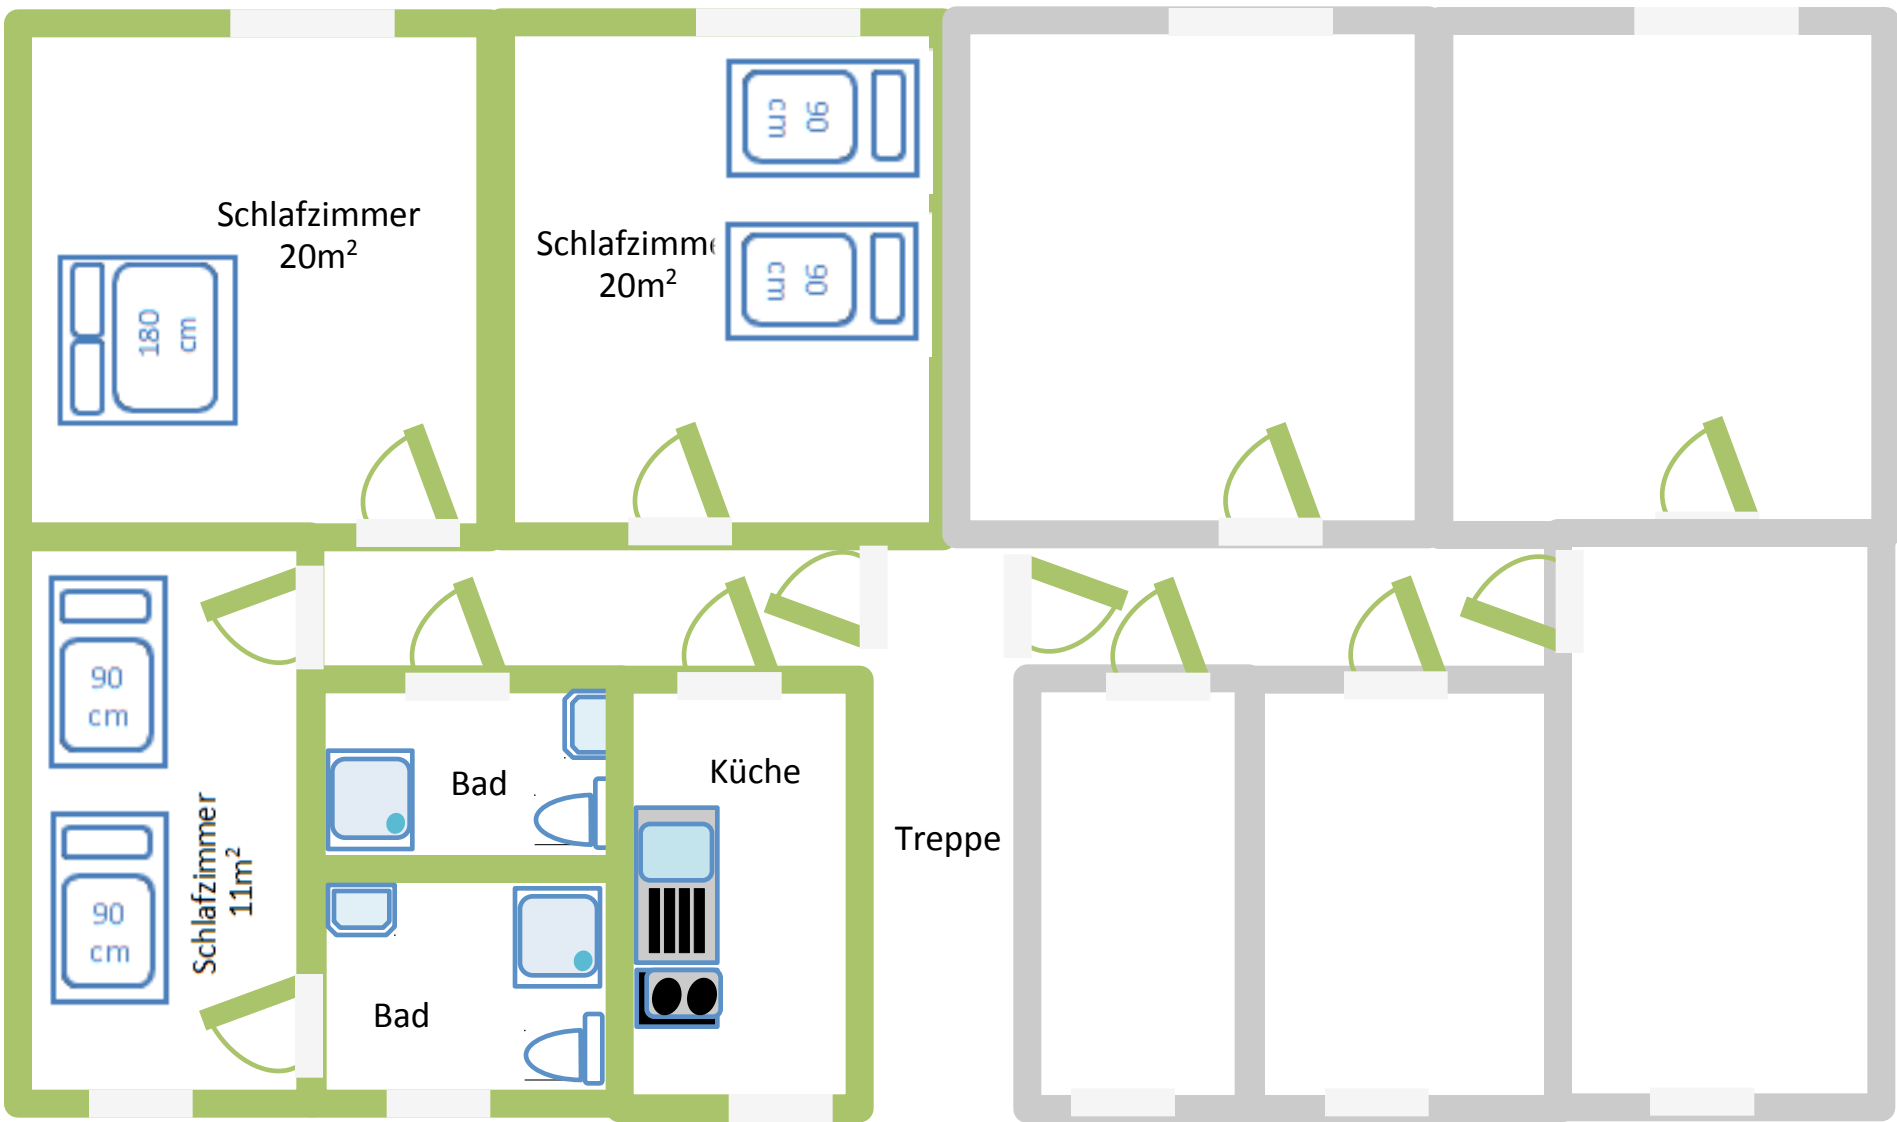 Schlafzimmer
20m²
180
cm
Schlafzimme
20m²
90
cm
90
cm
90
cm
90
cm
Schlafzimmer
11m²
Bad
Bad
Küche
Treppe